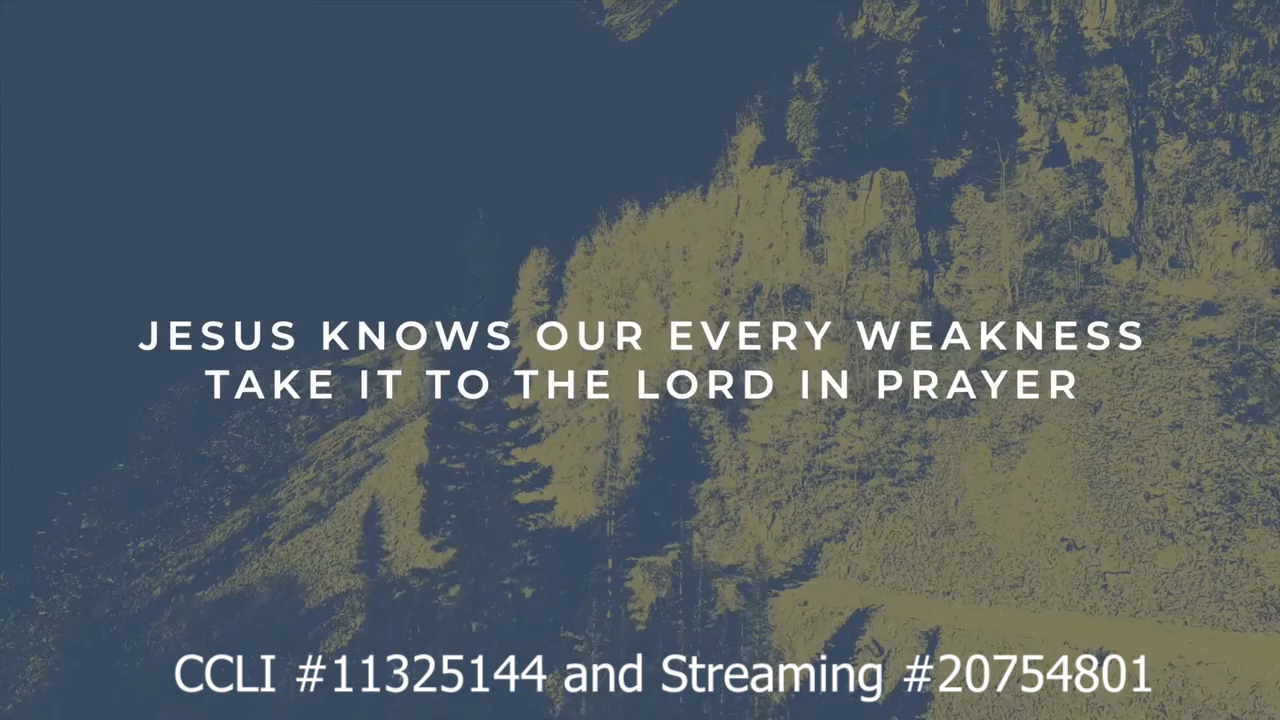 JESUS KNOWS OUR EVERY WEAKNESS
TAKE IT TO THE LORD IN PRAYER
CCLI #11325144 and Streaming #20754801